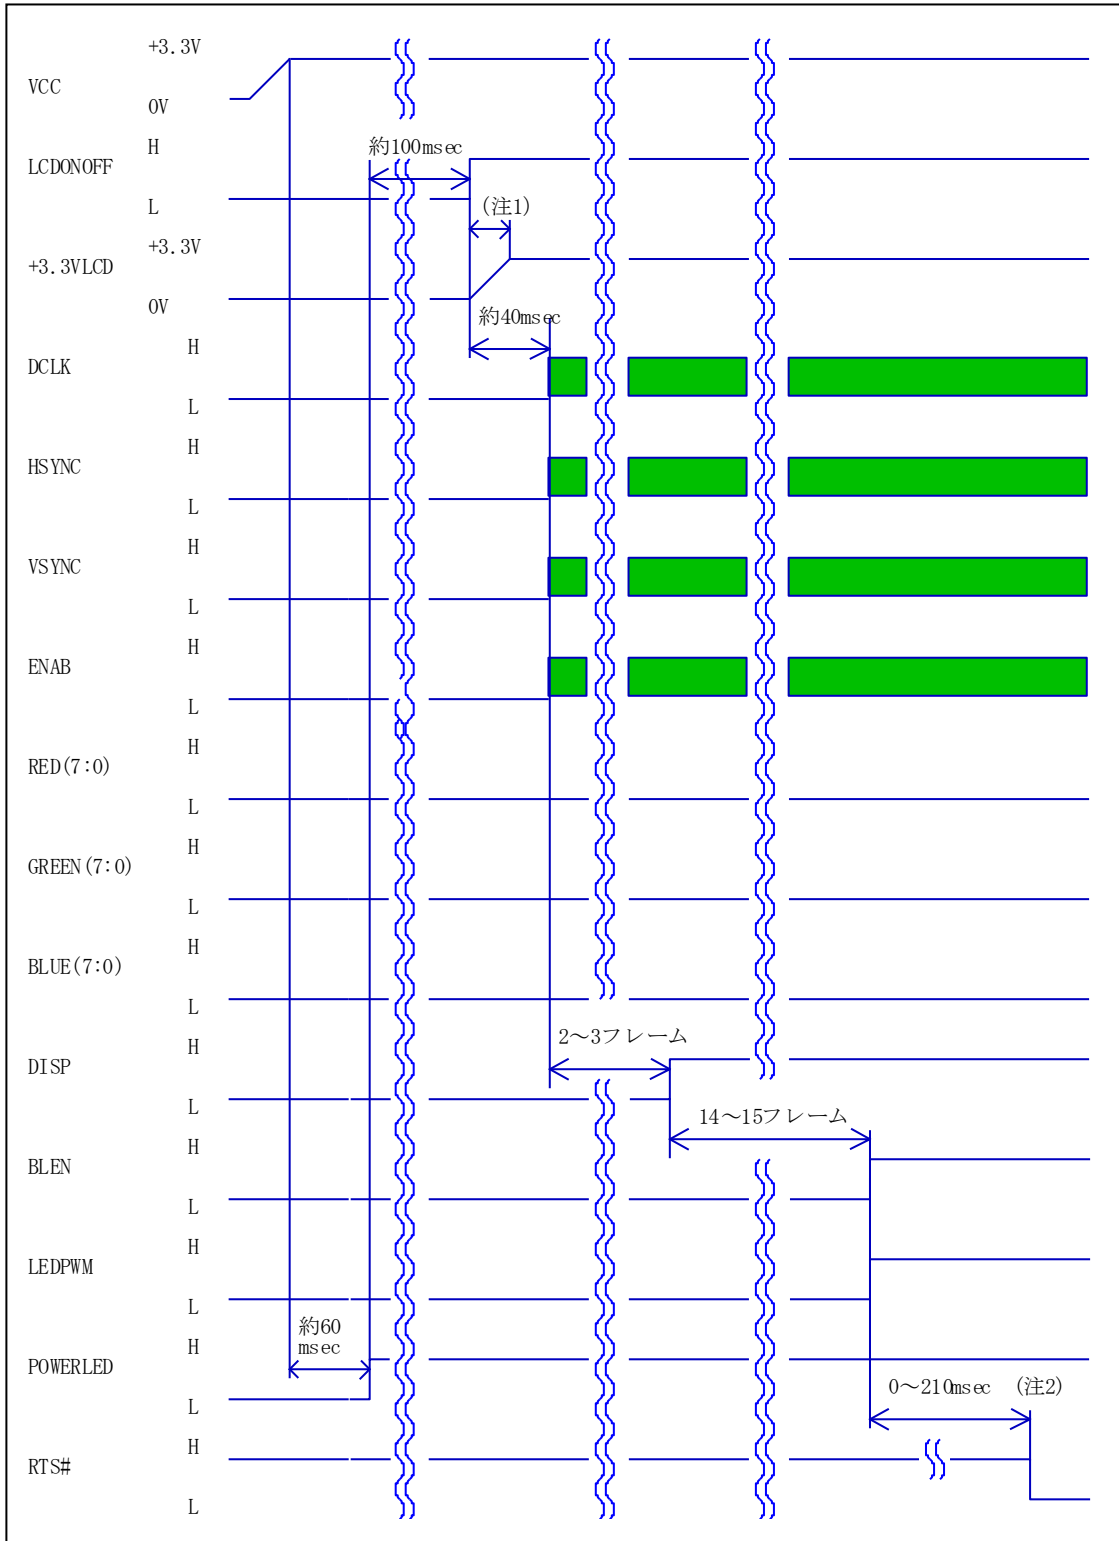 +3.3V
VCC
0V
H
約100msec
LCDONOFF
L
(注1)
+3.3V
+3.3VLCD
0V
約40msec
H
DCLK
L
H
HSYNC
L
H
VSYNC
L
H
ENAB
L
H
RED(7:0)
L
H
GREEN(7:0)
L
H
BLUE(7:0)
L
2〜3フレーム
H
DISP
L
14〜15フレーム
H
BLEN
L
H
LEDPWM
L
約60
msec
H
POWERLED
0〜210msec (注2)
L
H
RTS#
L